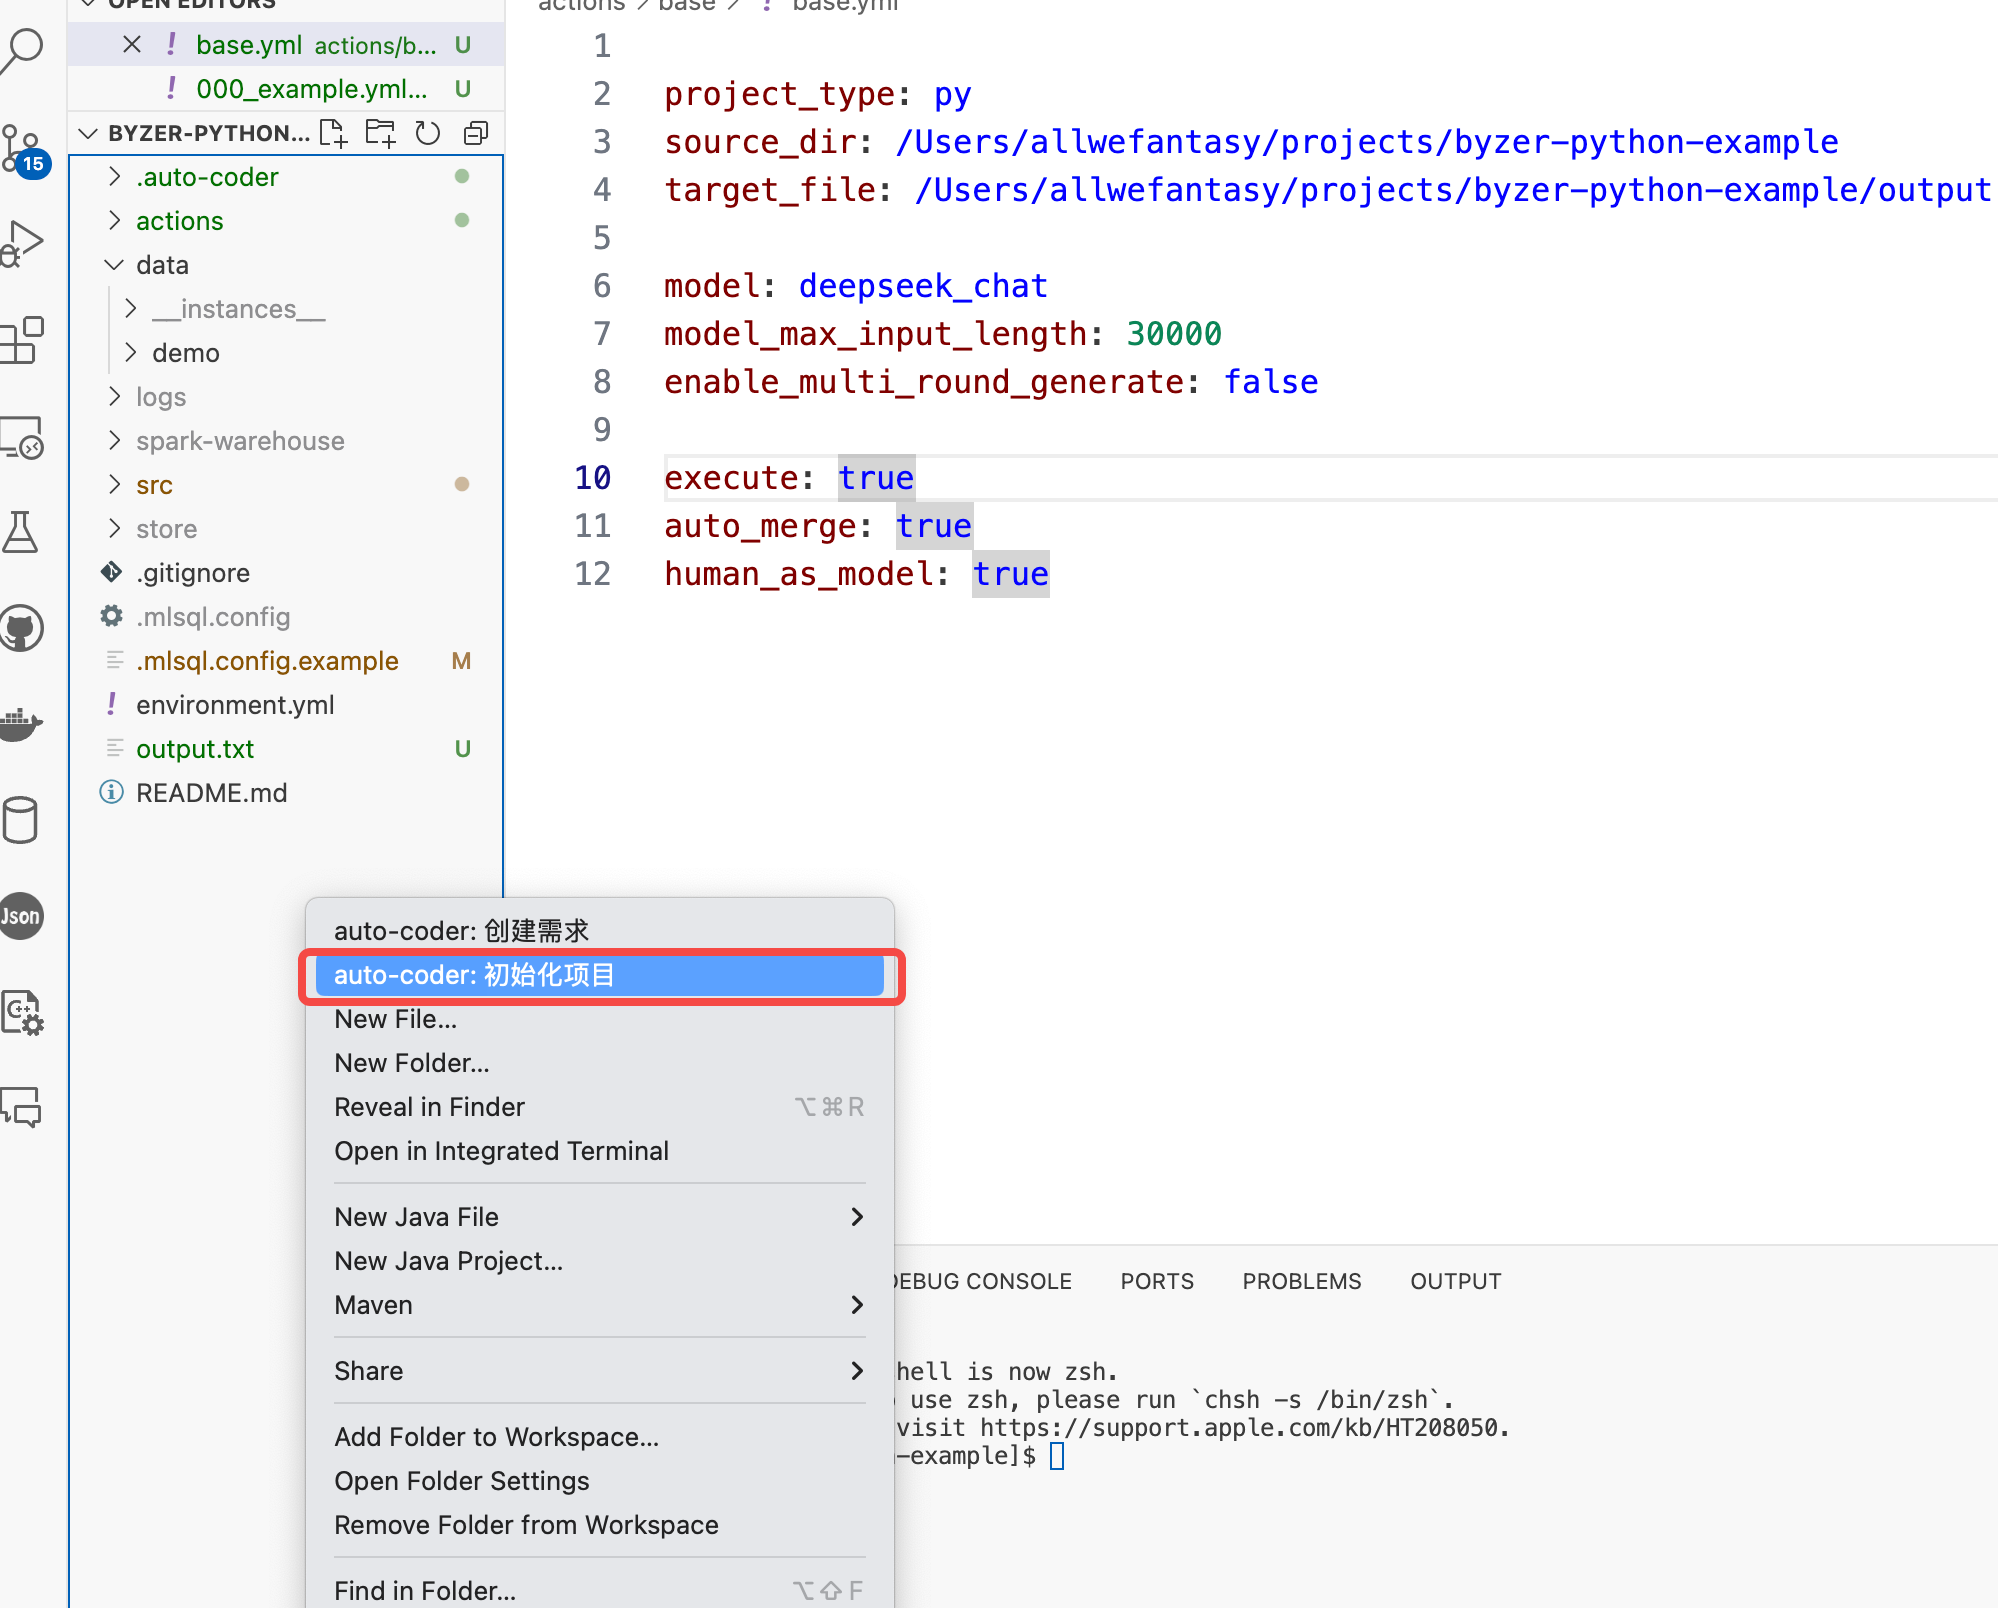 OPEN EDITORS
base.yml actions/b... U
000_example.yml... U
BYZER-PYTHON...
15
.auto-coder
actions
data
__instances__
demo
logs
spark-warehouse
src
store
.gitignore
.mlsql.config
.mlsql.config.example M
environment.yml
output.txt U
README.md
Json
C++
actions > base > ! base.yml
1
2 project_type: py
3 source_dir: /Users/allwefantasy/projects/byzer-python-example
4 target_file: /Users/allwefantasy/projects/byzer-python-example/output
5
6 model: deepseek_chat
7 model_max_input_length: 30000
8 enable_multi_round_generate: false
9
10 execute: true
11 auto_merge: true
12 human_as_model: true
auto-coder: 创建需求
auto-coder: 初始化项目
New File...
New Folder...
Reveal in Finder ⌥⌘R
Open in Integrated Terminal
New Java File
New Java Project...
Maven
Share
Add Folder to Workspace...
Open Folder Settings
Remove Folder from Workspace
Find in Folder... ⌥⇧F
DEBUG CONSOLE PORTS PROBLEMS OUTPUT
hell is now zsh.
use zsh, please run `chsh -s /bin/zsh`.
visit https://support.apple.com/kb/HT208050.
-example]$